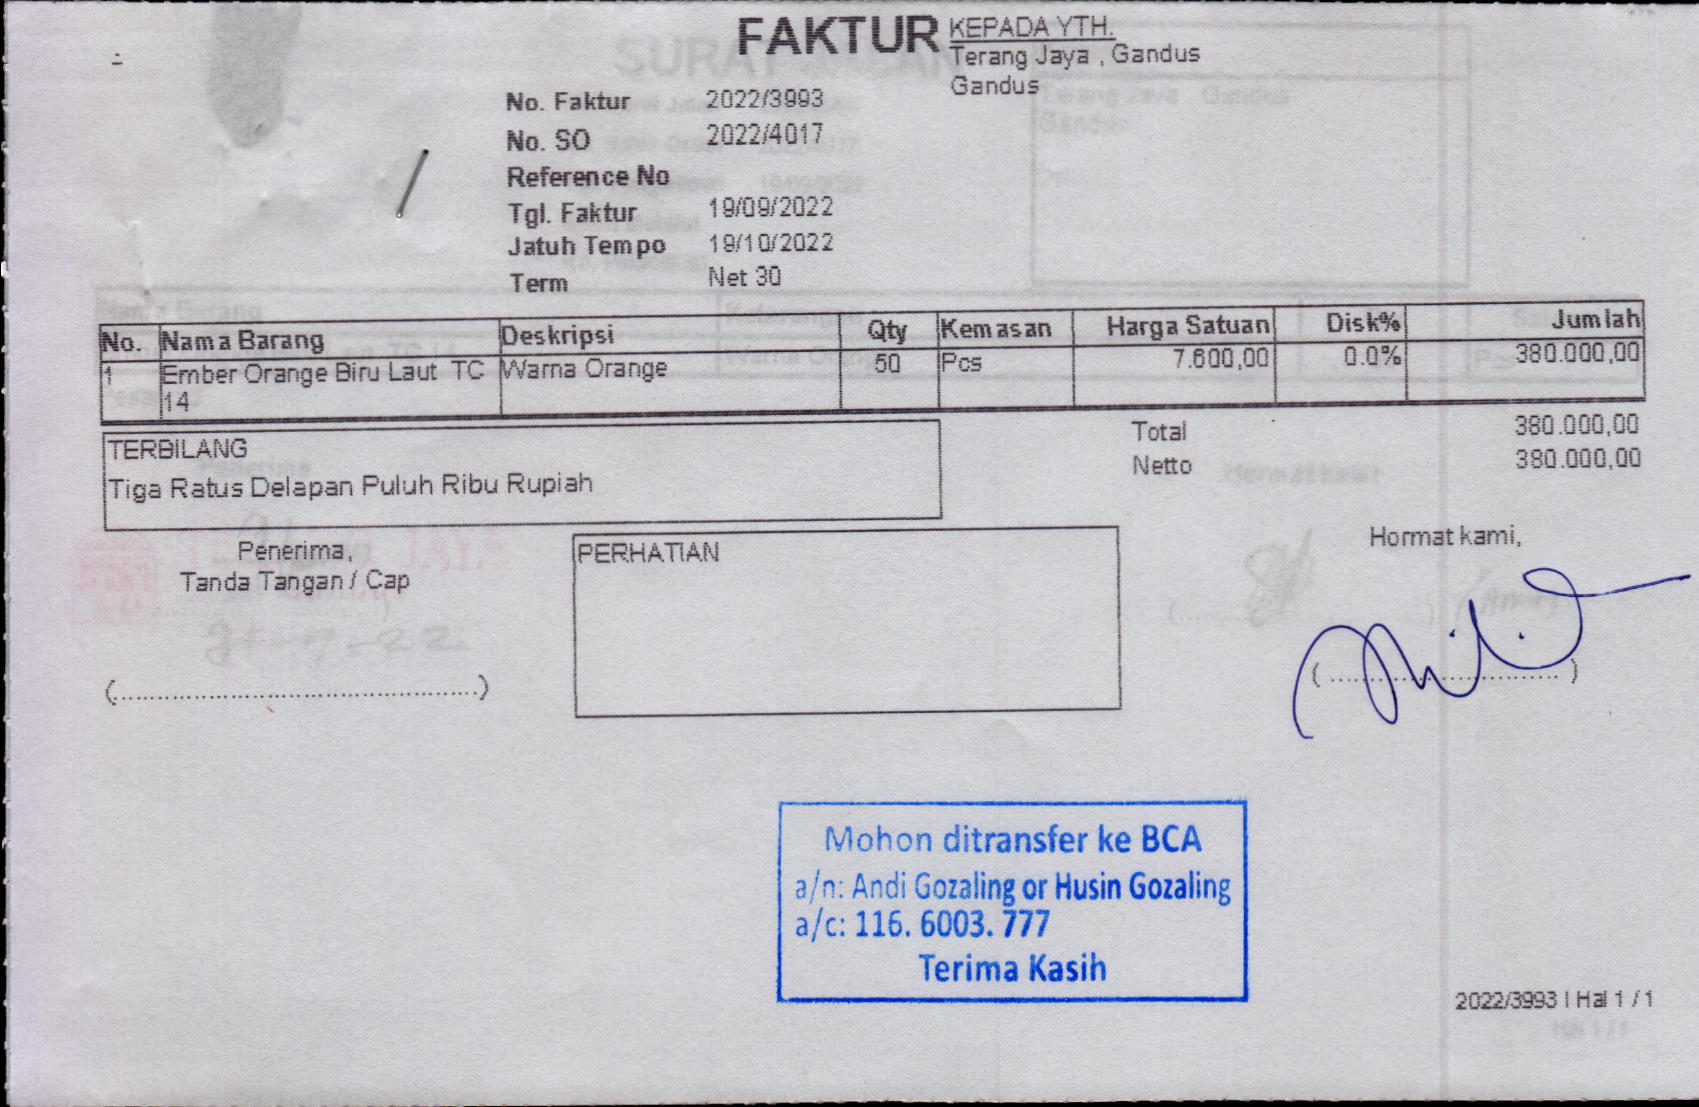 FAKTUR
KEPADA YTH.
Terang Jaya , Gandus
Gandus
No. Faktur 2022/3993
No. SO 2022/4017
Reference No
Tgl. Faktur 19/09/2022
Jatuh Tempo 19/10/2022
Term Net 30
No. Nama Barang Deskripsi Qty Kemasan Harga Satuan Disk% Jumlah
1 Ember Orange Biru Laut TC 14 Warna Orange 50 Pcs 7.600,00 0.0% 380.000,00
Total 380.000,00
Netto 380.000,00
TERBILANG
Tiga Ratus Delapan Puluh Ribu Rupiah
Penerima,
Tanda Tangan / Cap
(..............................................)
PERHATIAN
Hormat kami,
( .............................. )
Mohon ditransfer ke BCA
a/n: Andi Gozaling or Husin Gozaling
a/c: 116. 6003. 777
Terima Kasih
2022/3993 | Hal 1 / 1